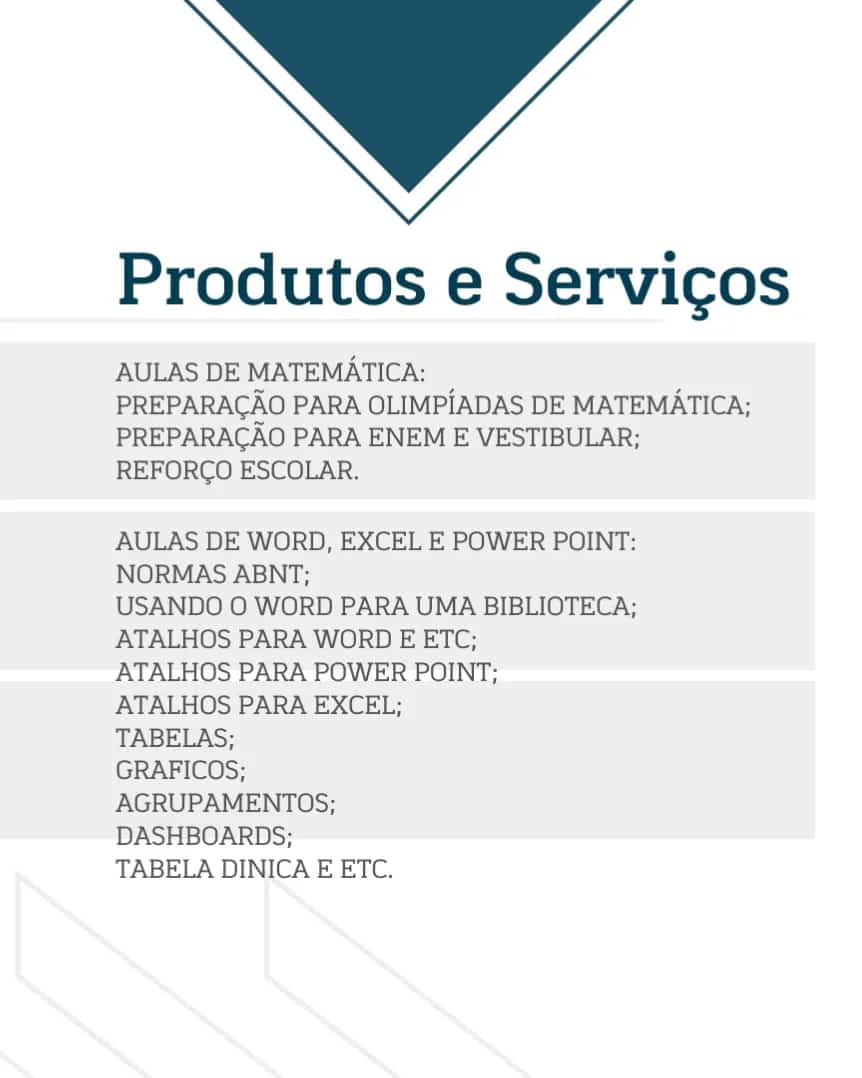 Produtos e Serviços
AULAS DE MATEMÁTICA:
PREPARAÇÃO PARA OLIMPÍADAS DE MATEMÁTICA;
PREPARAÇÃO PARA ENEM E VESTIBULAR;
REFORÇO ESCOLAR.
AULAS DE WORD, EXCEL E POWER POINT:
NORMAS ABNT;
USANDO O WORD PARA UMA BIBLIOTECA;
ATALHOS PARA WORD E ETC;
ATALHOS PARA POWER POINT;
ATALHOS PARA EXCEL;
TABELAS;
GRAFICOS;
AGRUPAMENTOS;
DASHBOARDS;
TABELA DINICA E ETC.